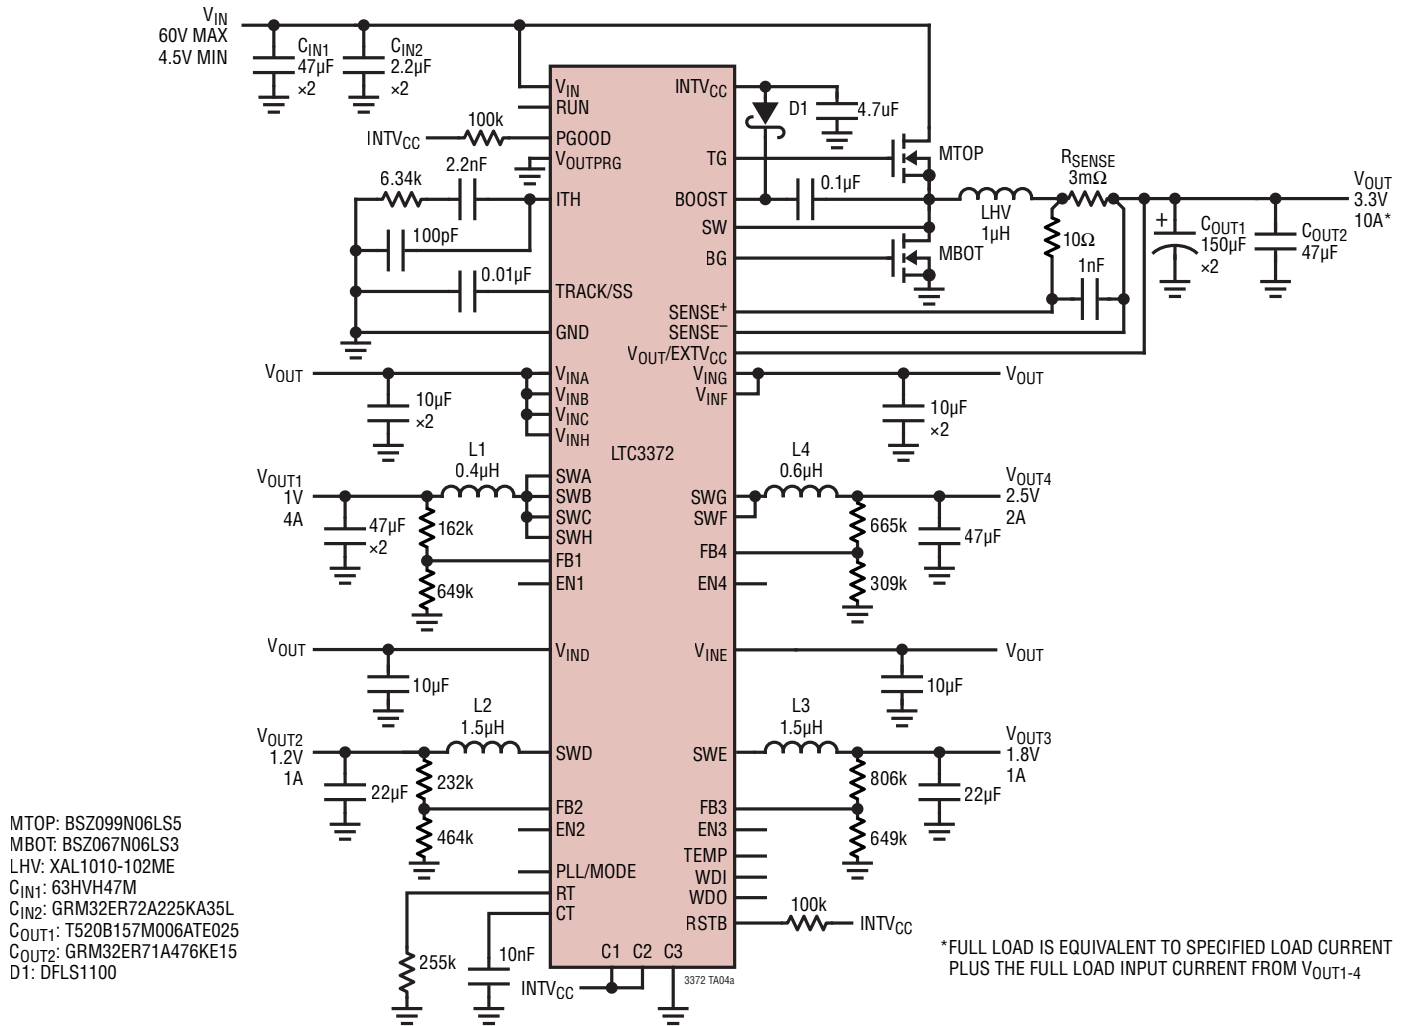 VIN
60V MAX
4.5V MIN
CIN1
47µF
×2
CIN2
2.2µF
×2
INTVCC
100k
2.2nF
6.34k
100pF
0.01µF
VIN
RUN
PGOOD
VOUTPRG
ITH
TRACK/SS
GND
VINA
VINB
VINC
VINH
SWA
SWB
SWC
SWH
FB1
EN1
VIND
SWD
FB2
EN2
PLL/MODE
RT
CT
LTC3372
C1 C2 C3
INTVCC
TG
BOOST
SW
BG
SENSE+
SENSE–
VOUT/EXTVCC
VING
VINF
SWG
SWF
FB4
EN4
VINE
SWE
FB3
EN3
TEMP
WDI
WDO
RSTB
D1
4.7uF
MTOP
0.1µF
LHV
1µH
MBOT
RSENSE
3mΩ
10Ω
1nF
+
COUT1
150µF
×2
COUT2
47µF
VOUT
3.3V
10A*
VOUT
10µF
×2
L1
0.4µH
VOUT1
1V
4A
47µF
×2
162k
649k
VOUT
10µF
×2
L4
0.6µH
VOUT4
2.5V
2A
665k
309k
47µF
VOUT
10µF
L2
1.5µH
VOUT2
1.2V
1A
22µF
232k
464k
VOUT
10µF
L3
1.5µH
VOUT3
1.8V
1A
806k
649k
22µF
255k
10nF
INTVCC
100k
INTVCC
3372 TA04a
MTOP: BSZ099N06LS5
MBOT: BSZ067N06LS3
LHV: XAL1010-102ME
CIN1: 63HVH47M
CIN2: GRM32ER72A225KA35L
COUT1: T520B157M006ATE025
COUT2: GRM32ER71A476KE15
D1: DFLS1100
*FULL LOAD IS EQUIVALENT TO SPECIFIED LOAD CURRENT
PLUS THE FULL LOAD INPUT CURRENT FROM VOUT1-4